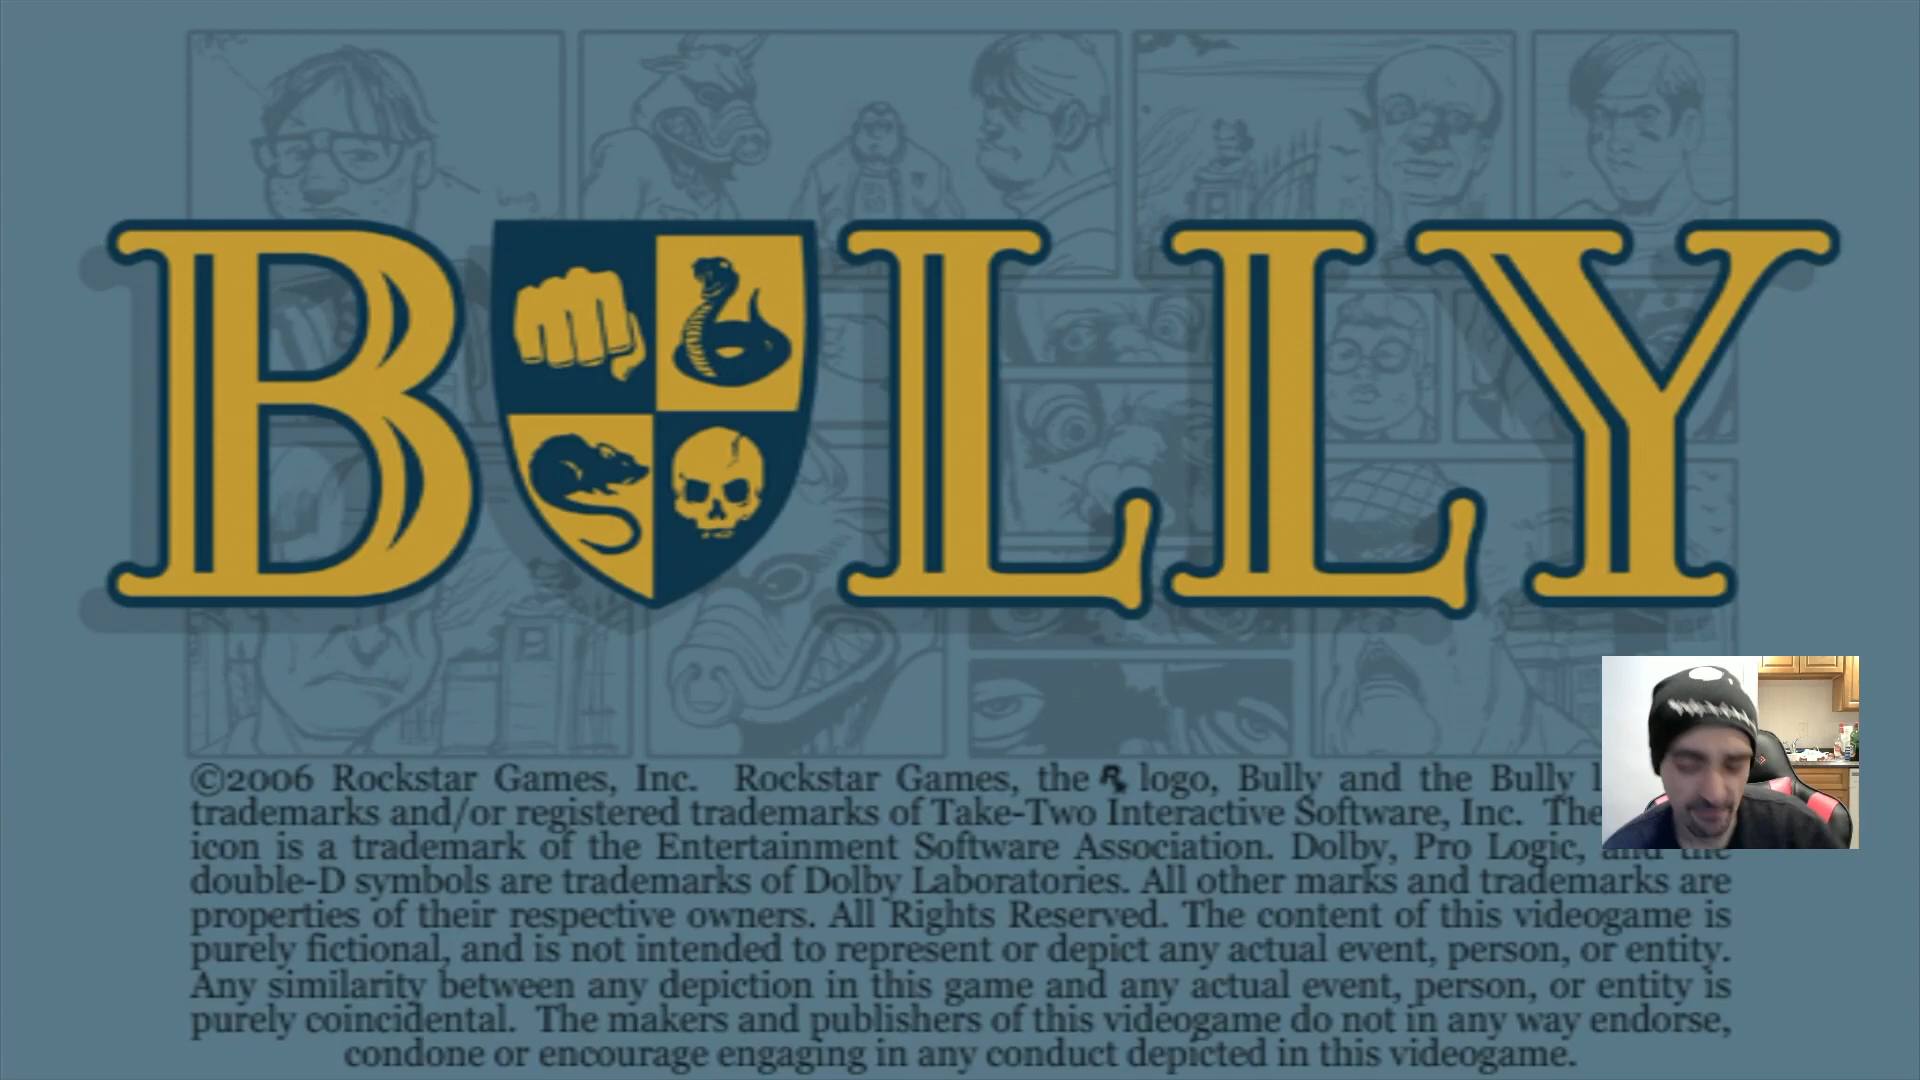 BULLY
©2006 Rockstar Games, Inc. Rockstar Games, the R logo, Bully and the Bully
trademarks and/or registered trademarks of Take-Two Interactive Software, Inc. The
icon is a trademark of the Entertainment Software Association. Dolby, Pro Logic, and the
double-D symbols are trademarks of Dolby Laboratories. All other marks and trademarks are
properties of their respective owners. All Rights Reserved. The content of this videogame is
purely fictional, and is not intended to represent or depict any actual event, person, or entity.
Any similarity between any depiction in this game and any actual event, person, or entity is
purely coincidental. The makers and publishers of this videogame do not in any way endorse,
condone or encourage engaging in any conduct depicted in this videogame.